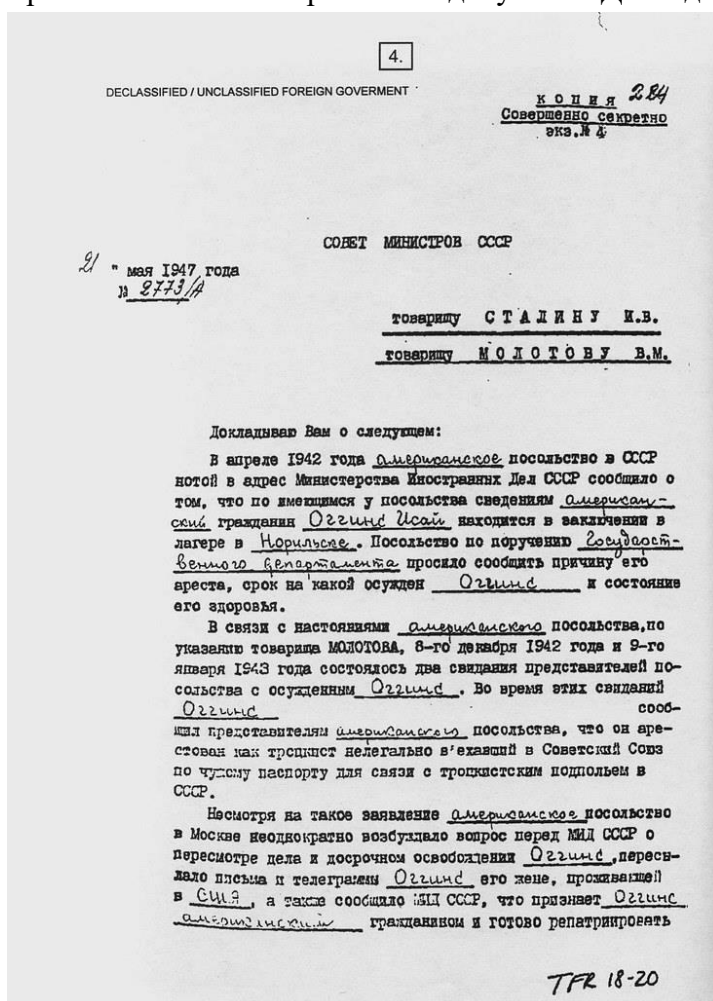 4.
DECLASSIFIED / UNCLASSIFIED FOREIGN GOVERMENT
284
КОПИЯ
Совершенно секретно
экз.№ 4
СОВЕТ МИНИСТРОВ СССР
21 " мая 1947 года
№ 2773/А
товарищу СТАЛИНУ И.В.
товарищу МОЛОТОВУ В.М.
Докладываю Вам о следующем:
В апреле 1942 года американское посольство в СССР
нотой в адрес Министерства Иностранных Дел СССР сообщило о
том, что по имеющимся у посольства сведениям американ-
ский гражданин Оггинс Исай находится в заключении в
лагере в Норильске. Посольство по поручению Государст-
венного департамента просило сообщить причину его
ареста, срок на какой осужден Оггинс и состояние
его здоровья.
В связи с настояниями американского посольства, по
указанию товарища МОЛОТОВА, 8-го декабря 1942 года и 9-го
января 1943 года состоялось два свидания представителей по-
сольства с осужденным Оггинс. Во время этих свиданий
Оггинс сооб-
щил представителям американского посольства, что он аре-
стован как троцкист нелегально в'ехавший в Советский Союз
по чужому паспорту для связи с троцкистским подпольем в
СССР.
Несмотря на такое заявление американское посольство
в Москве неоднократно возбуждало вопрос перед МИД СССР о
пересмотре дела и досрочном освобождении Оггинс, пересы-
лало письма и телеграммы Оггинс его жене, проживающей
в США, а также сообщило МИД СССР, что признает Оггинс
американским гражданином и готово репатриировать
TFR 18-20